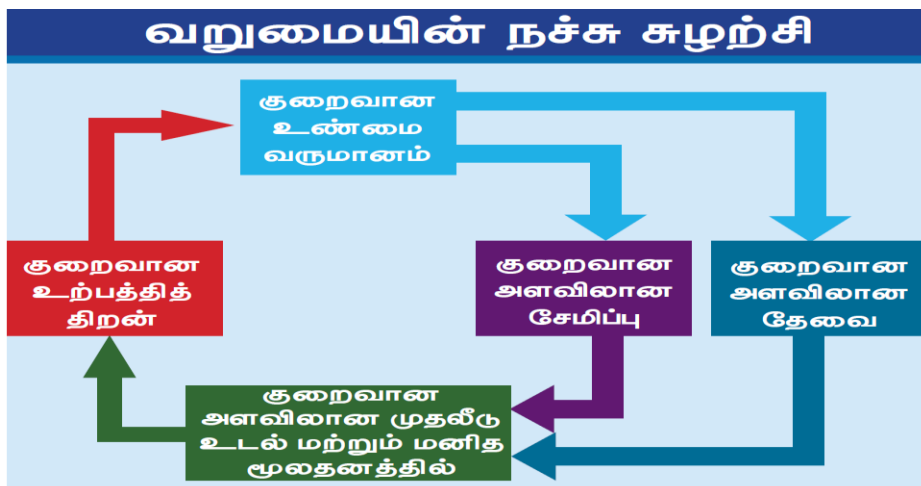 வறுமையின் நச்சு சுழற்சி
குறைவான
உண்மை
வருமானம்
குறைவான
உற்பத்தித்
திறன்
குறைவான
அளவிலான
சேமிப்பு
குறைவான
அளவிலான
தேவை
குறைவான
அளவிலான முதலீடு
உடல் மற்றும் மனித
மூலதனத்தில்